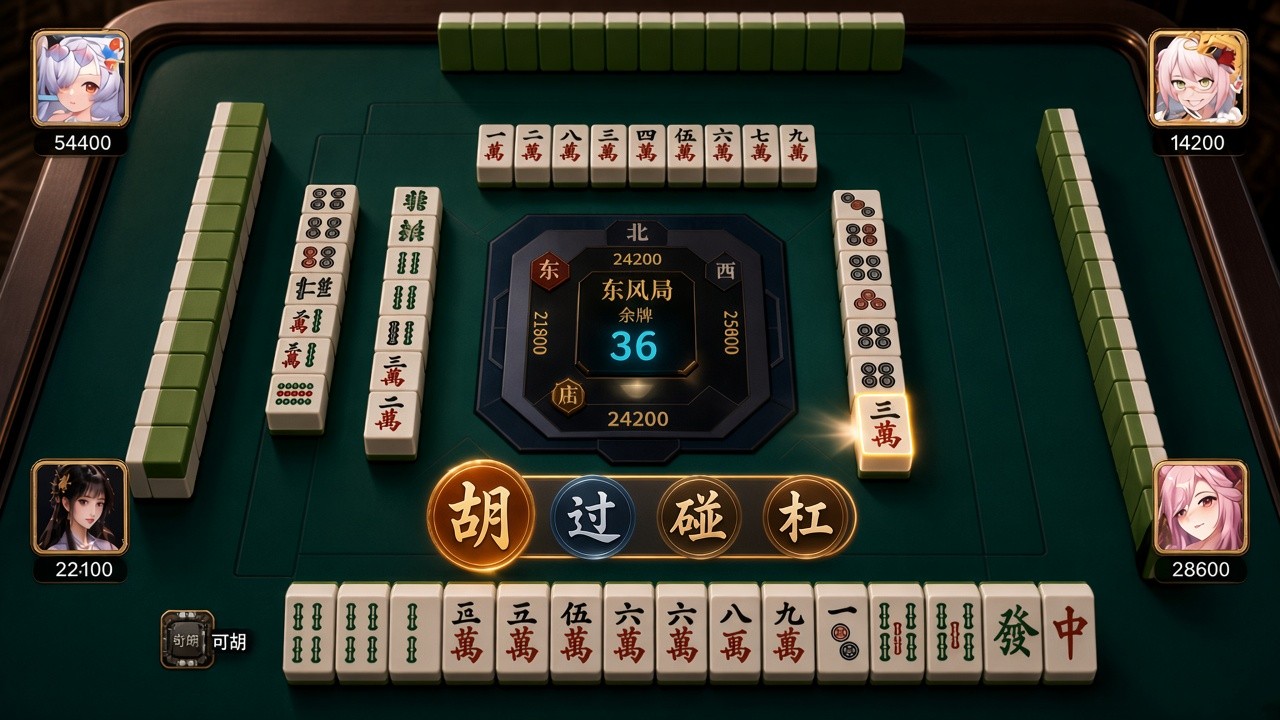 54400
14200
一萬 二萬 八萬 三萬 四萬 伍萬 六萬 七萬 九萬
北
24200
东
西
东风局
余牌
36
21800
25600
24200
三萬
二萬
三萬
胡 过 碰 杠
22100
28600
可胡
五萬 伍萬 六萬 六萬 八萬 九萬 一 發 中